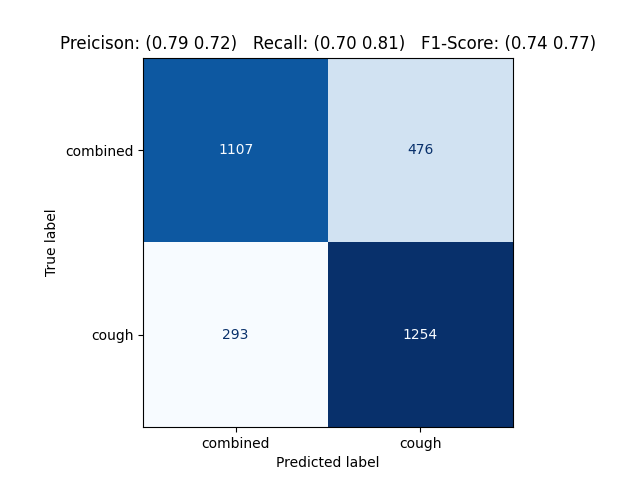 Preicison: (0.79 0.72)   Recall: (0.70 0.81)   F1-Score: (0.74 0.77)
combined
1107
476
True label
cough
293
1254
combined
cough
Predicted label